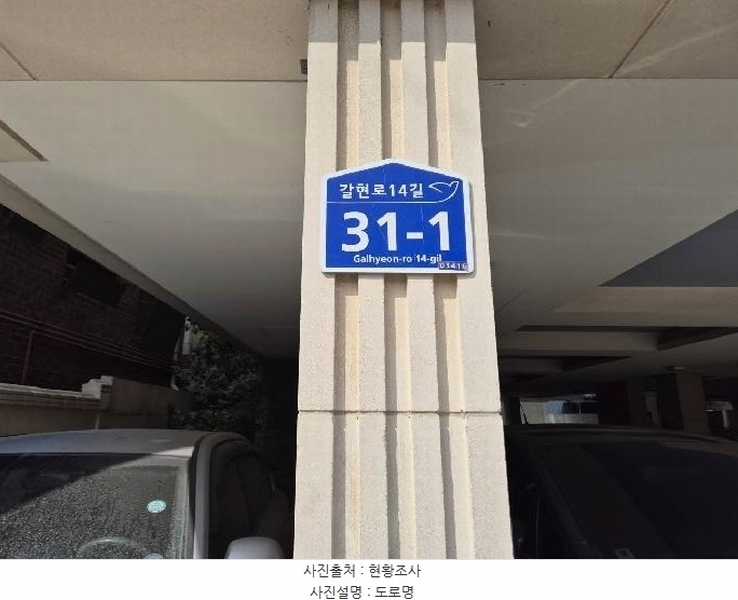 갈현로14길
31-1
Galhyeon-ro 14-gil
03416
사진출처 : 현황조사
사진설명 : 도로명